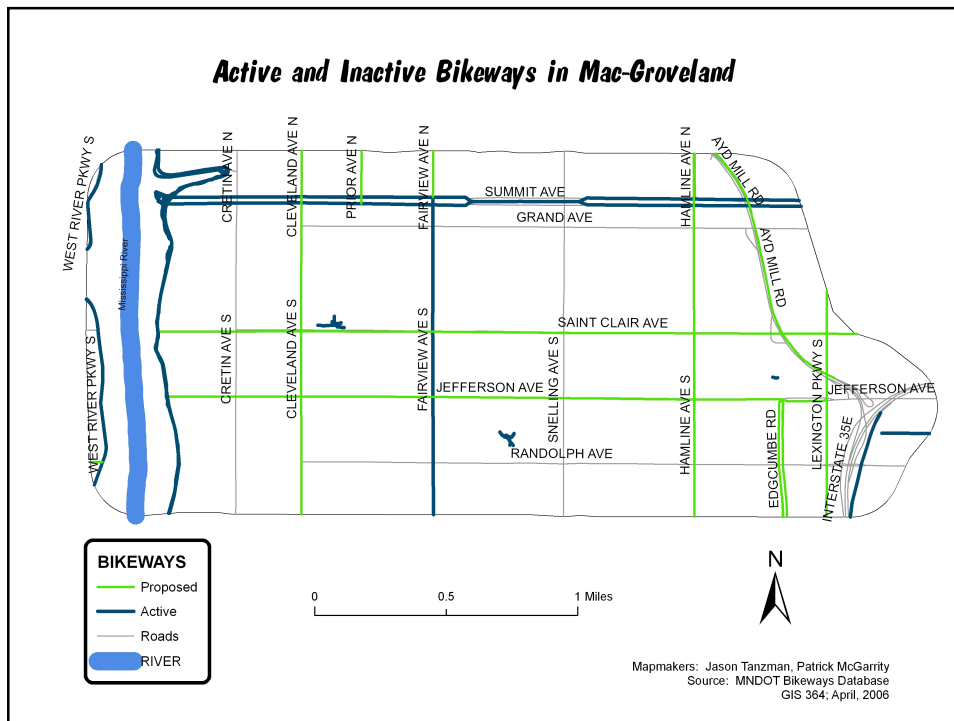 Active and Inactive Bikeways in Mac-Groveland
WEST RIVER PKWY S
CRETIN AVE N
CLEVELAND AVE N
PRIOR AVE N
FAIRVIEW AVE N
HAMLINE AVE N
AYD MILL RD
SUMMIT AVE
GRAND AVE
AYD MILL RD
Mississippi River
SAINT CLAIR AVE
WEST RIVER PKWY S
CRETIN AVE S
CLEVELAND AVE S
FAIRVIEW AVE S
JEFFERSON AVE
SNELLING AVE S
HAMLINE AVE S
LEXINGTON PKWY S
JEFFERSON AVE
RANDOLPH AVE
EDGCUMBE RD
INTERSTATE 35E
BIKEWAYS
Proposed
Active
Roads
RIVER
0 0.5 1 Miles
N
Mapmakers: Jason Tanzman, Patrick McGarrity
Source: MNDOT Bikeways Database
GIS 364; April, 2006